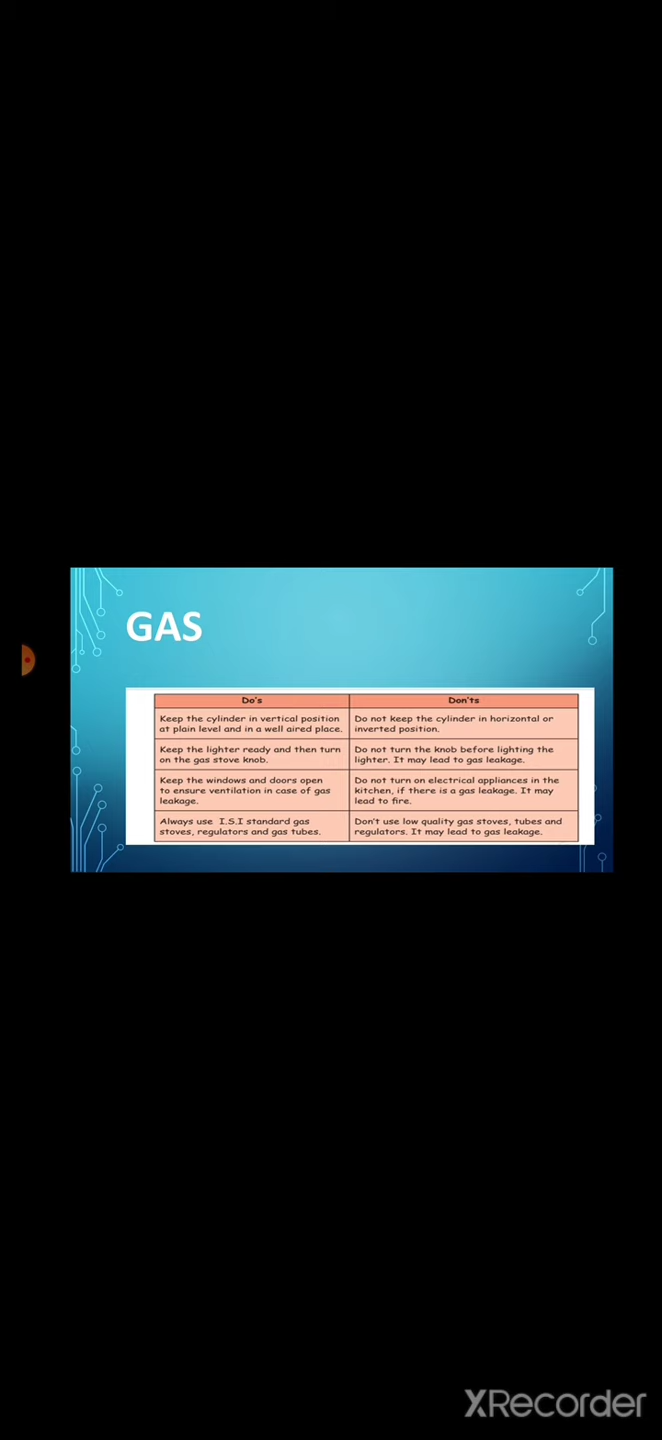 GAS
Do's
Don'ts
Keep the cylinder in vertical position
at plain level and in a well aired place.
Do not keep the cylinder in horizontal or
inverted position.
Keep the lighter ready and then turn
on the gas stove knob.
Do not turn the knob before lighting the
lighter. It may lead to gas leakage.
Keep the windows and doors open
to ensure ventilation in case of gas
leakage.
Do not turn on electrical appliances in the
kitchen, if there is a gas leakage. It may
lead to fire.
Always use I.S.I standard gas
stoves, regulators and gas tubes.
Don't use low quality gas stoves, tubes and
regulators. It may lead to gas leakage.
XRecorder